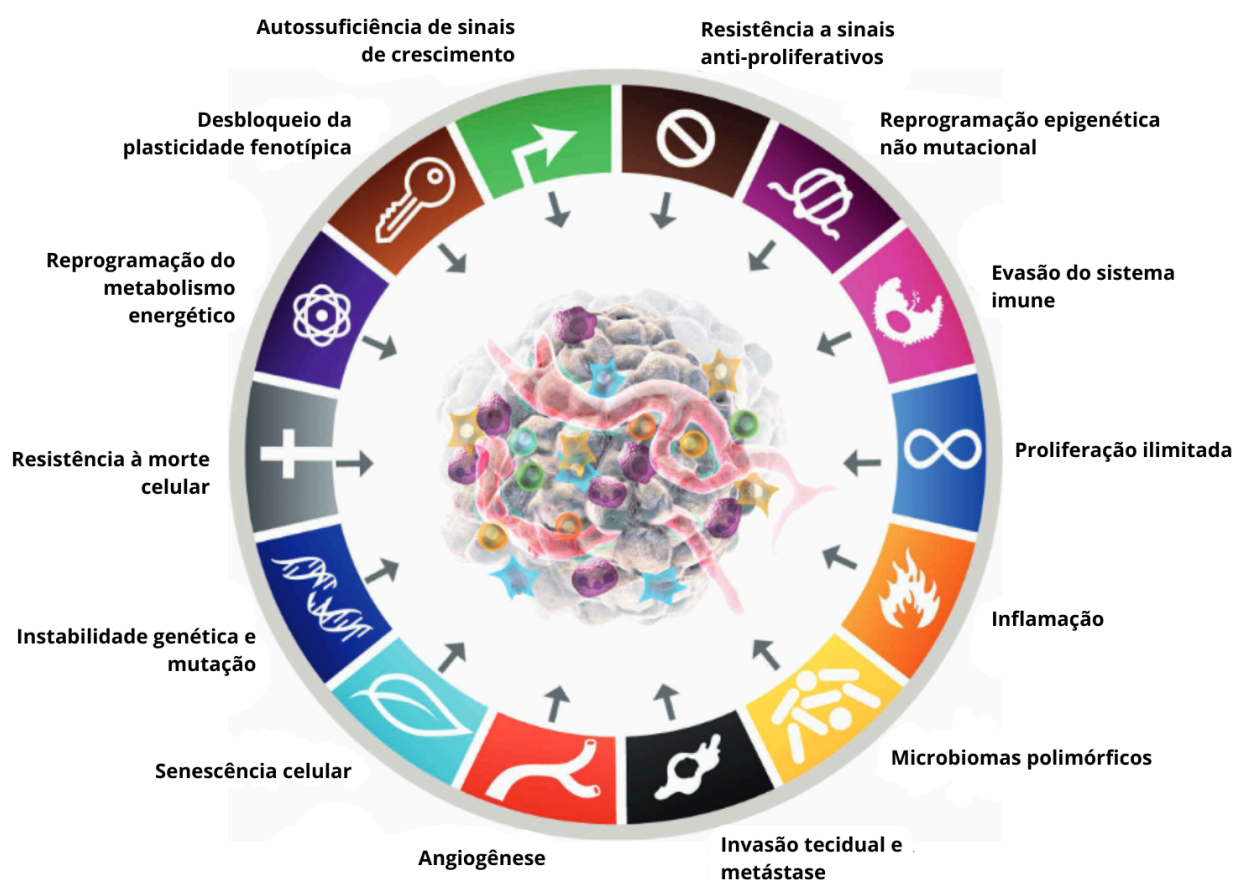 Autossuficiência de sinais
de crescimento
Resistência a sinais
anti-proliferativos
Desbloqueio da
plasticidade fenotípica
Reprogramação epigenética
não mutacional
Reprogramação do
metabolismo
energético
Evasão do sistema
imune
Resistência à morte
celular
Proliferação ilimitada
Instabilidade genética e
mutação
Inflamação
Senescência celular
Microbiomas polimórficos
Angiogênese
Invasão tecidual e
metástase